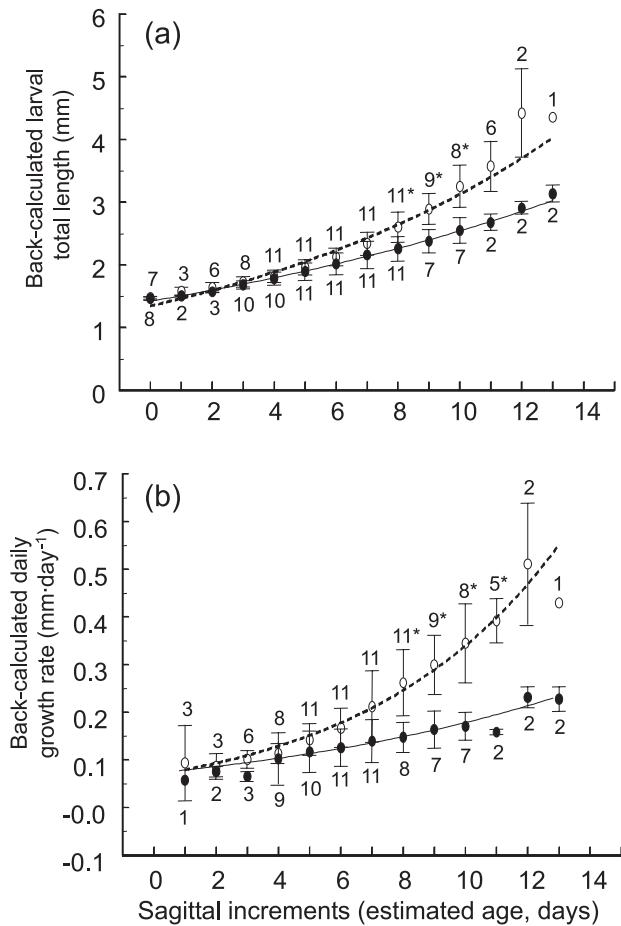 (a)
Back-calculated larval
total length (mm)
6
5
4
3
2
1
0
7 3 6 8 11 11 11 11 11* 9* 8* 6 2 1
8 2 3 10 10 11 11 11 11 7 7 2 2 2
0 2 4 6 8 10 12 14
(b)
Back-calculated daily
growth rate (mm·day-1)
0.7
0.6
0.5
0.4
0.3
0.2
0.1
-0.0
-0.1
3 3 6 8 11 11 11 11* 9* 8* 5* 2 1
1 2 3 9 10 11 11 8 7 7 2 2 2
0 2 4 6 8 10 12 14
Sagittal increments (estimated age, days)